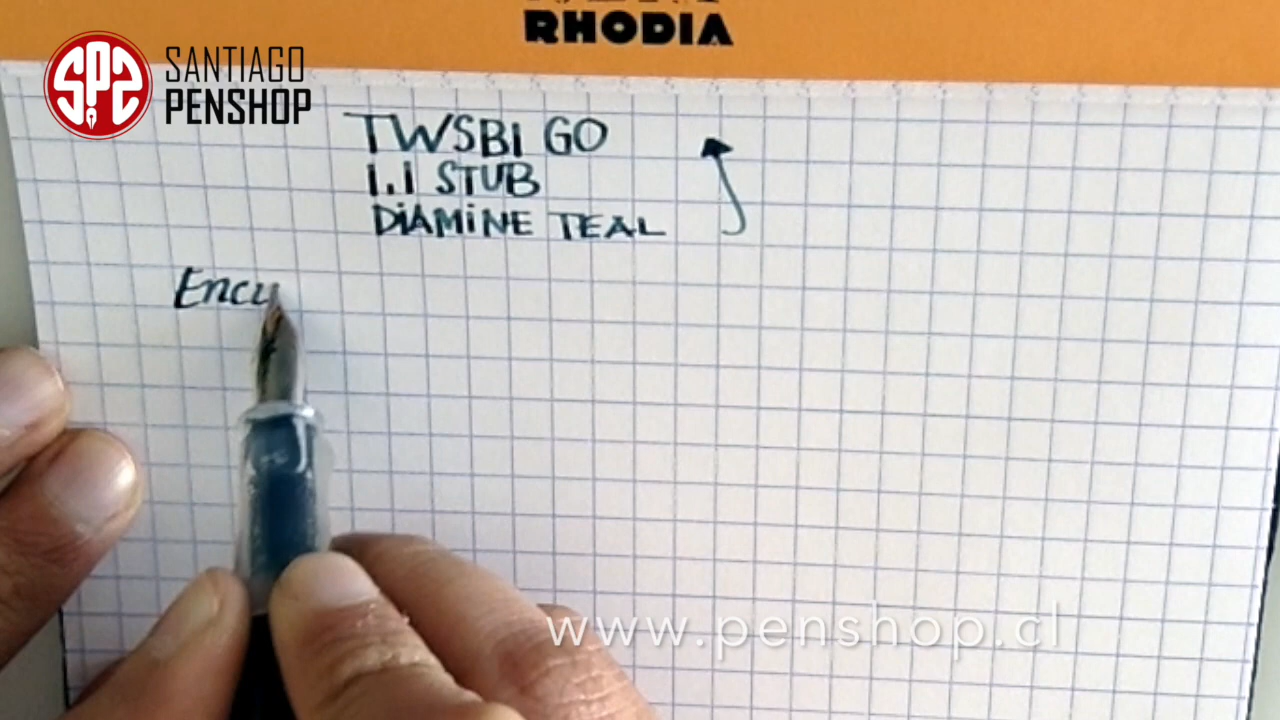 RHODIA
SANTIAGO
PENSHOP
TWSBI GO
1.1 STUB
DIAMINE TEAL
Encu
www.penshop.cl